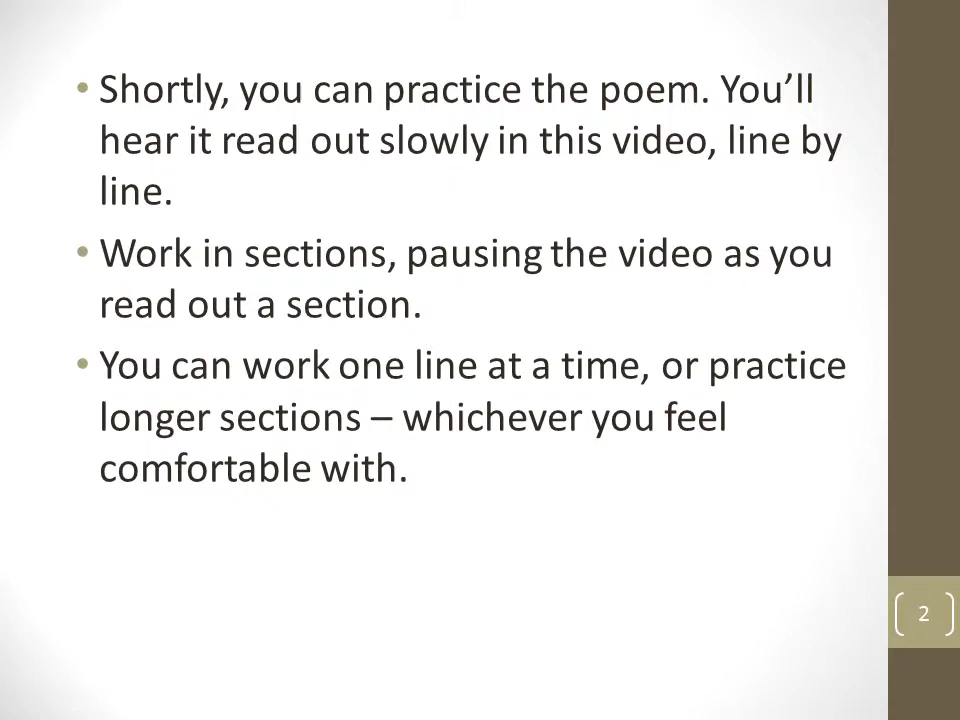 • Shortly, you can practice the poem. You’ll
hear it read out slowly in this video, line by
line.
• Work in sections, pausing the video as you
read out a section.
• You can work one line at a time, or practice
longer sections – whichever you feel
comfortable with.
2